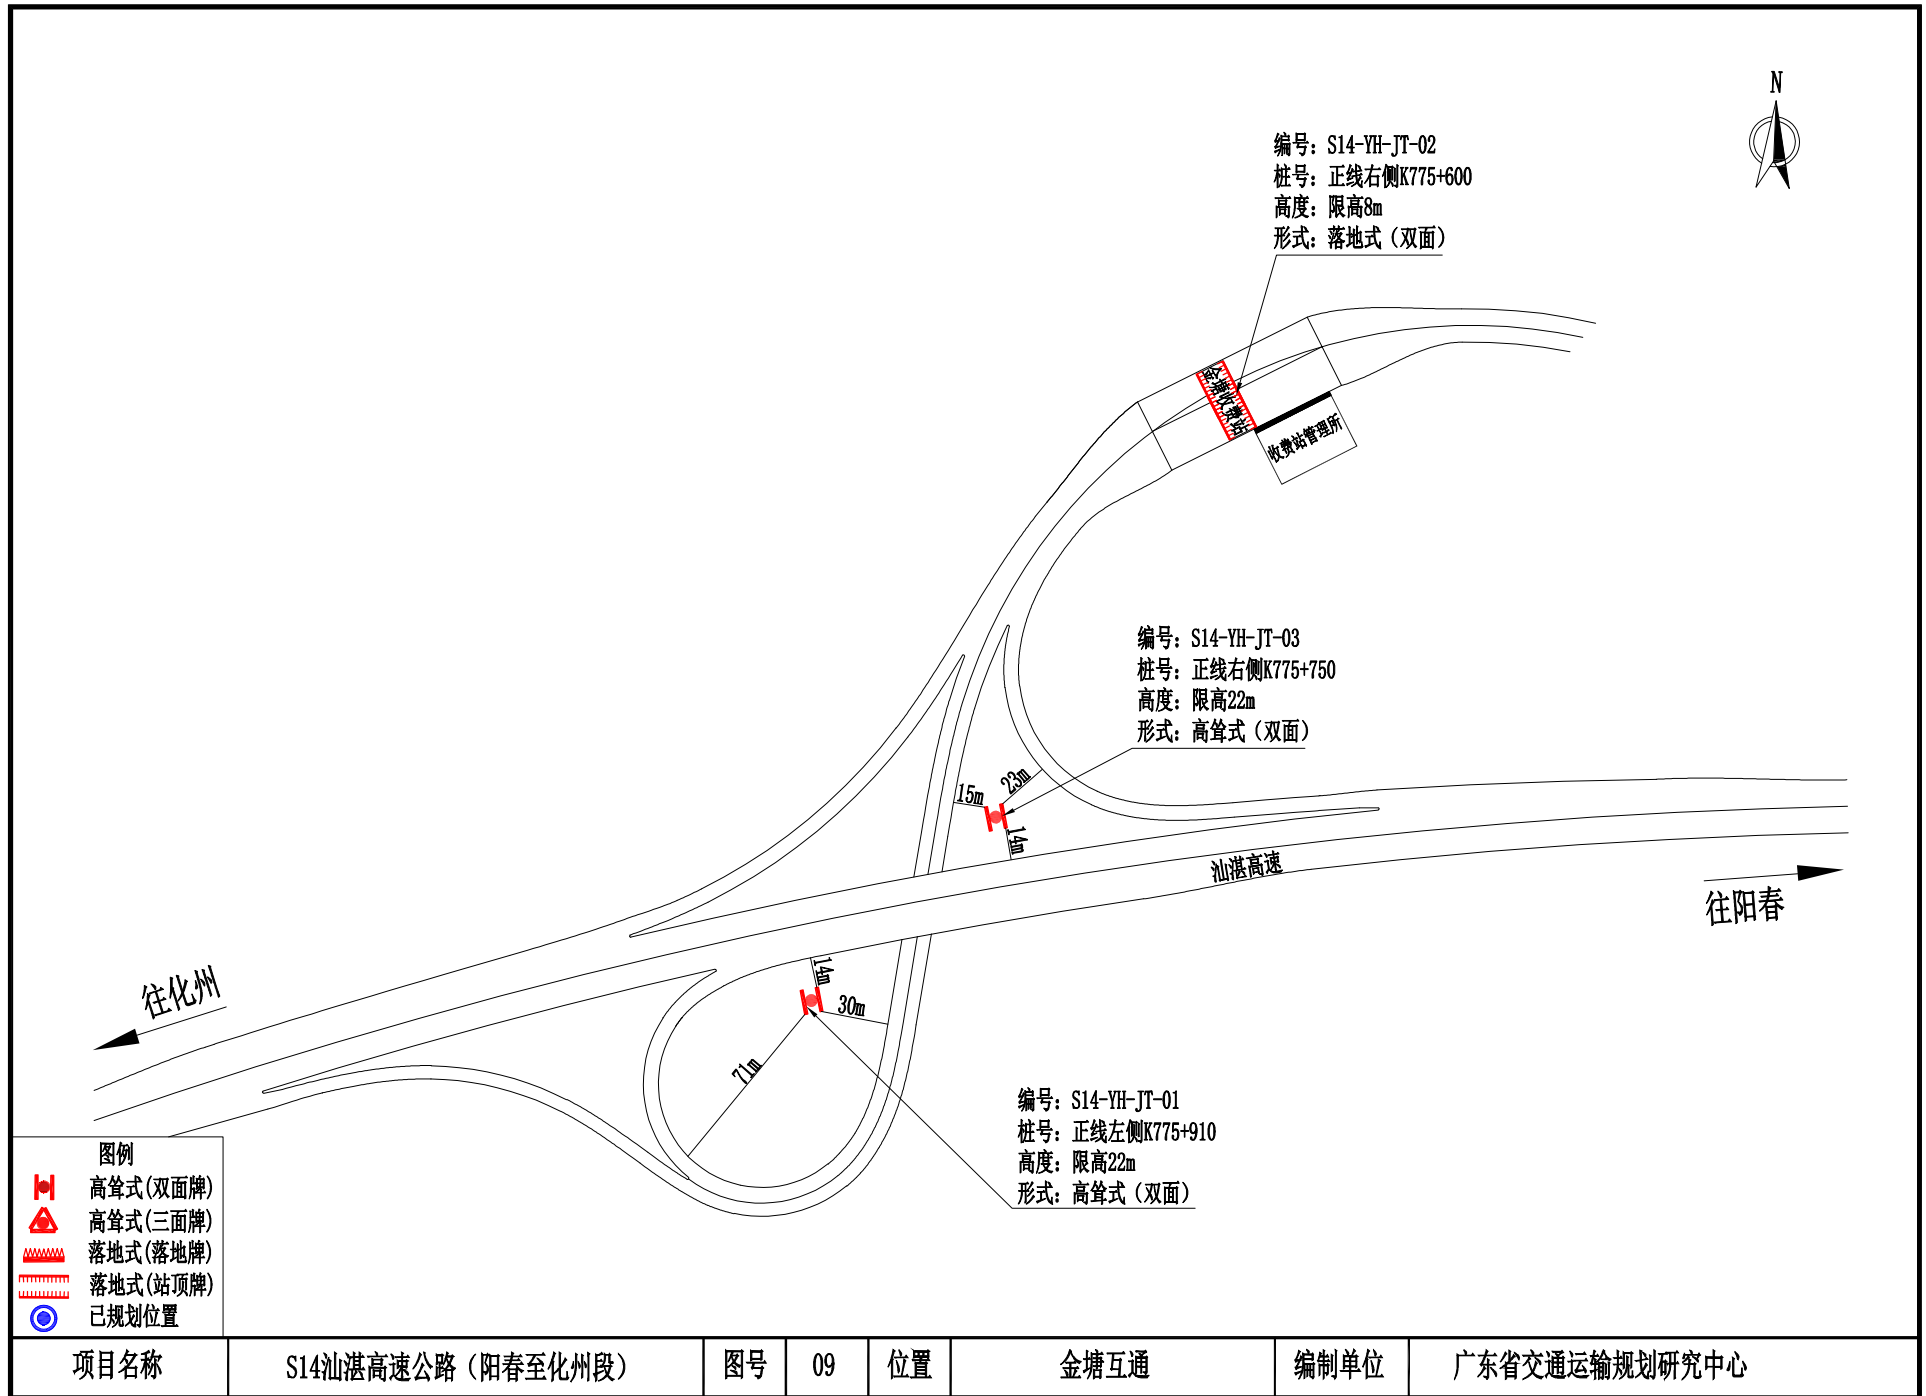 N
编号：S14-YH-JT-02
桩号：正线右侧K775+600
高度：限高8m
形式：落地式（双面）
金塘收费站
收费站管理所
编号：S14-YH-JT-03
桩号：正线右侧K775+750
高度：限高22m
形式：高耸式（双面）
23m
15m
14m
汕湛高速
往阳春
往化州
14m
30m
71m
编号：S14-YH-JT-01
桩号：正线左侧K775+910
高度：限高22m
形式：高耸式（双面）
图例
高耸式(双面牌)
高耸式(三面牌)
落地式(落地牌)
落地式(站顶牌)
已规划位置
项目名称 S14汕湛高速公路（阳春至化州段） 图号 09 位置 金塘互通 编制单位 广东省交通运输规划研究中心